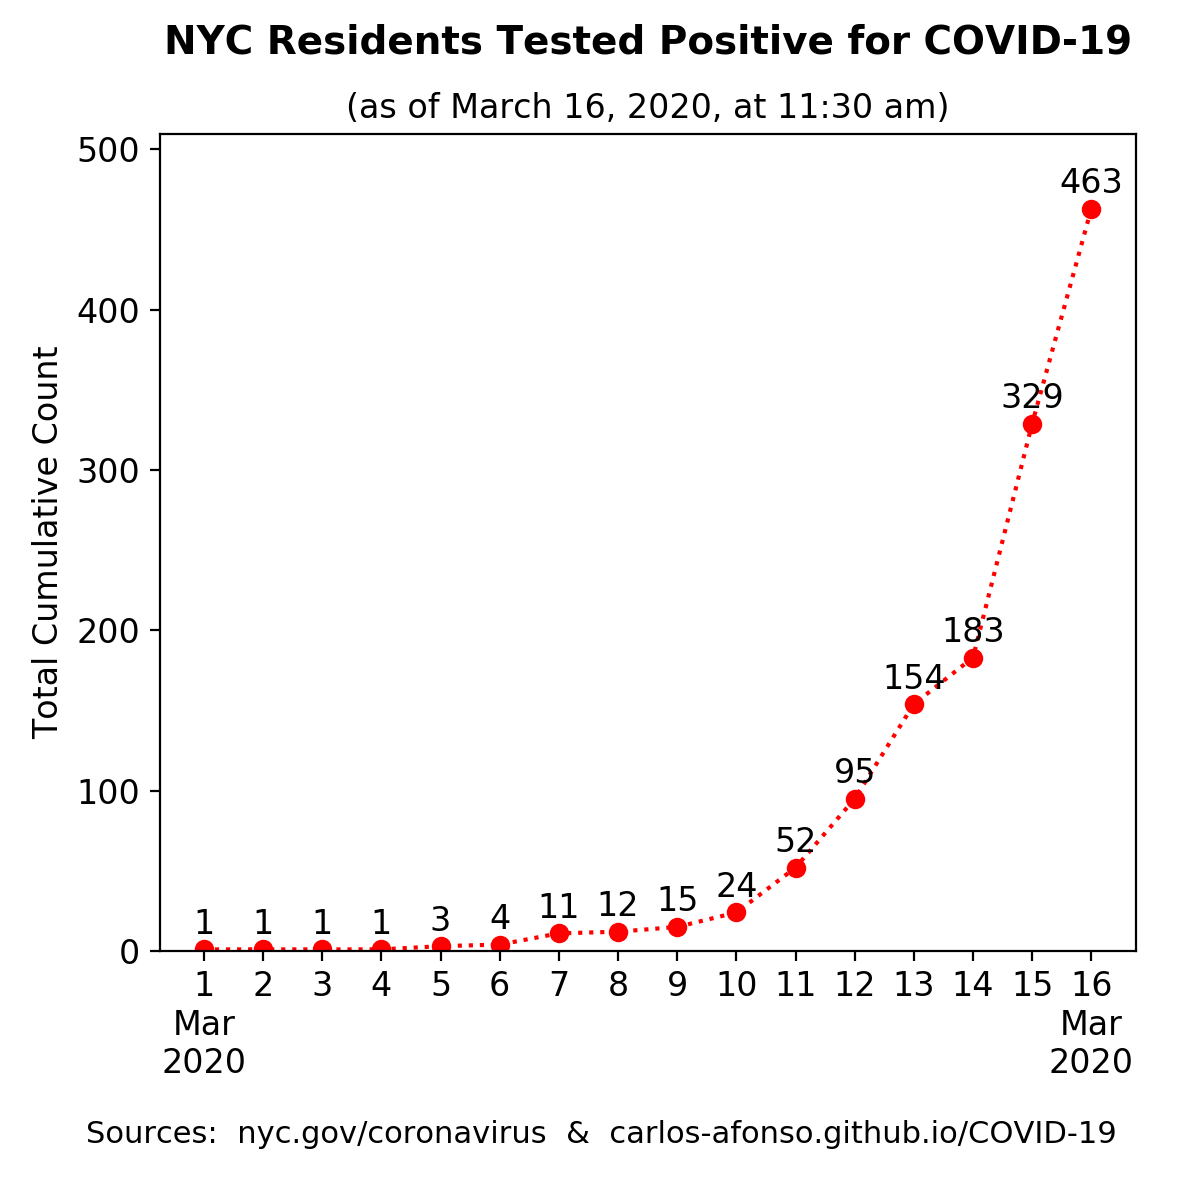 NYC Residents Tested Positive for COVID-19
(as of March 16, 2020, at 11:30 am)
Total Cumulative Count
500
400
300
200
100
0
1 1 1 1 3 4 11 12 15 24 52 95 154 183 329 463
1 2 3 4 5 6 7 8 9 10 11 12 13 14 15 16
Mar Mar
2020 2020
Sources: nyc.gov/coronavirus & carlos-afonso.github.io/COVID-19